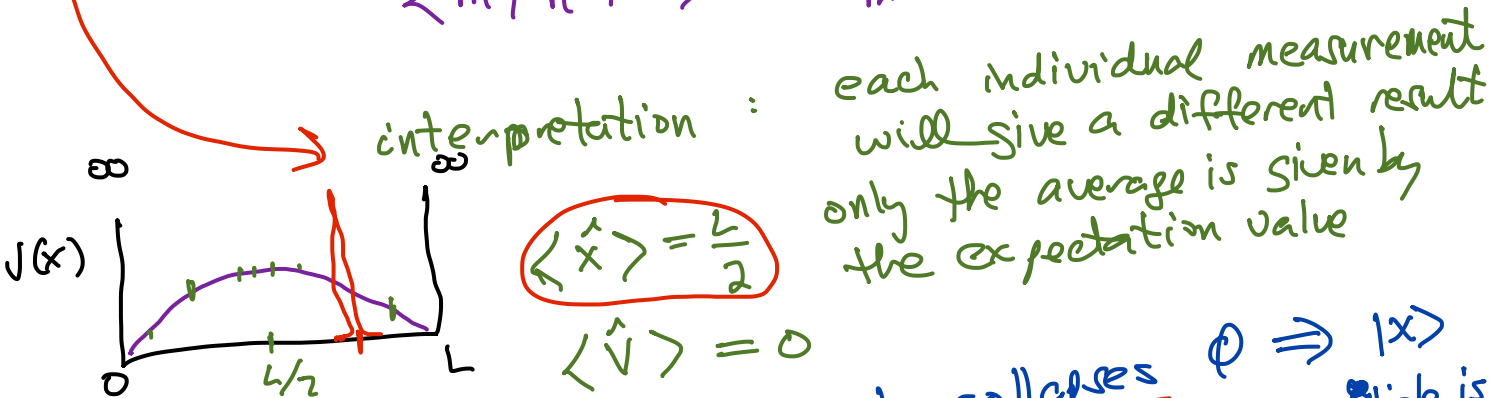 interpretation :
each individual measurement
will give a different result
only the average is given by
the expectation value
∞ ∞
V(x)
0 L/2 L
⟨x̂⟩ = L/2
⟨v̂⟩ = 0
collapses φ ⇒ |x⟩
is